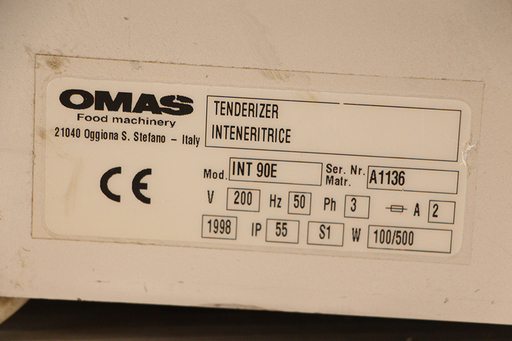 OMAS
Food machinery
21040 Oggiona S. Stefano – Italy
TENDERIZER
INTENERITRICE
Mod. INT 90E Ser. Nr. Matr. A1136
CE
V 200 Hz 50 Ph 3 A 2
1998 IP 55 S1 W 100/500